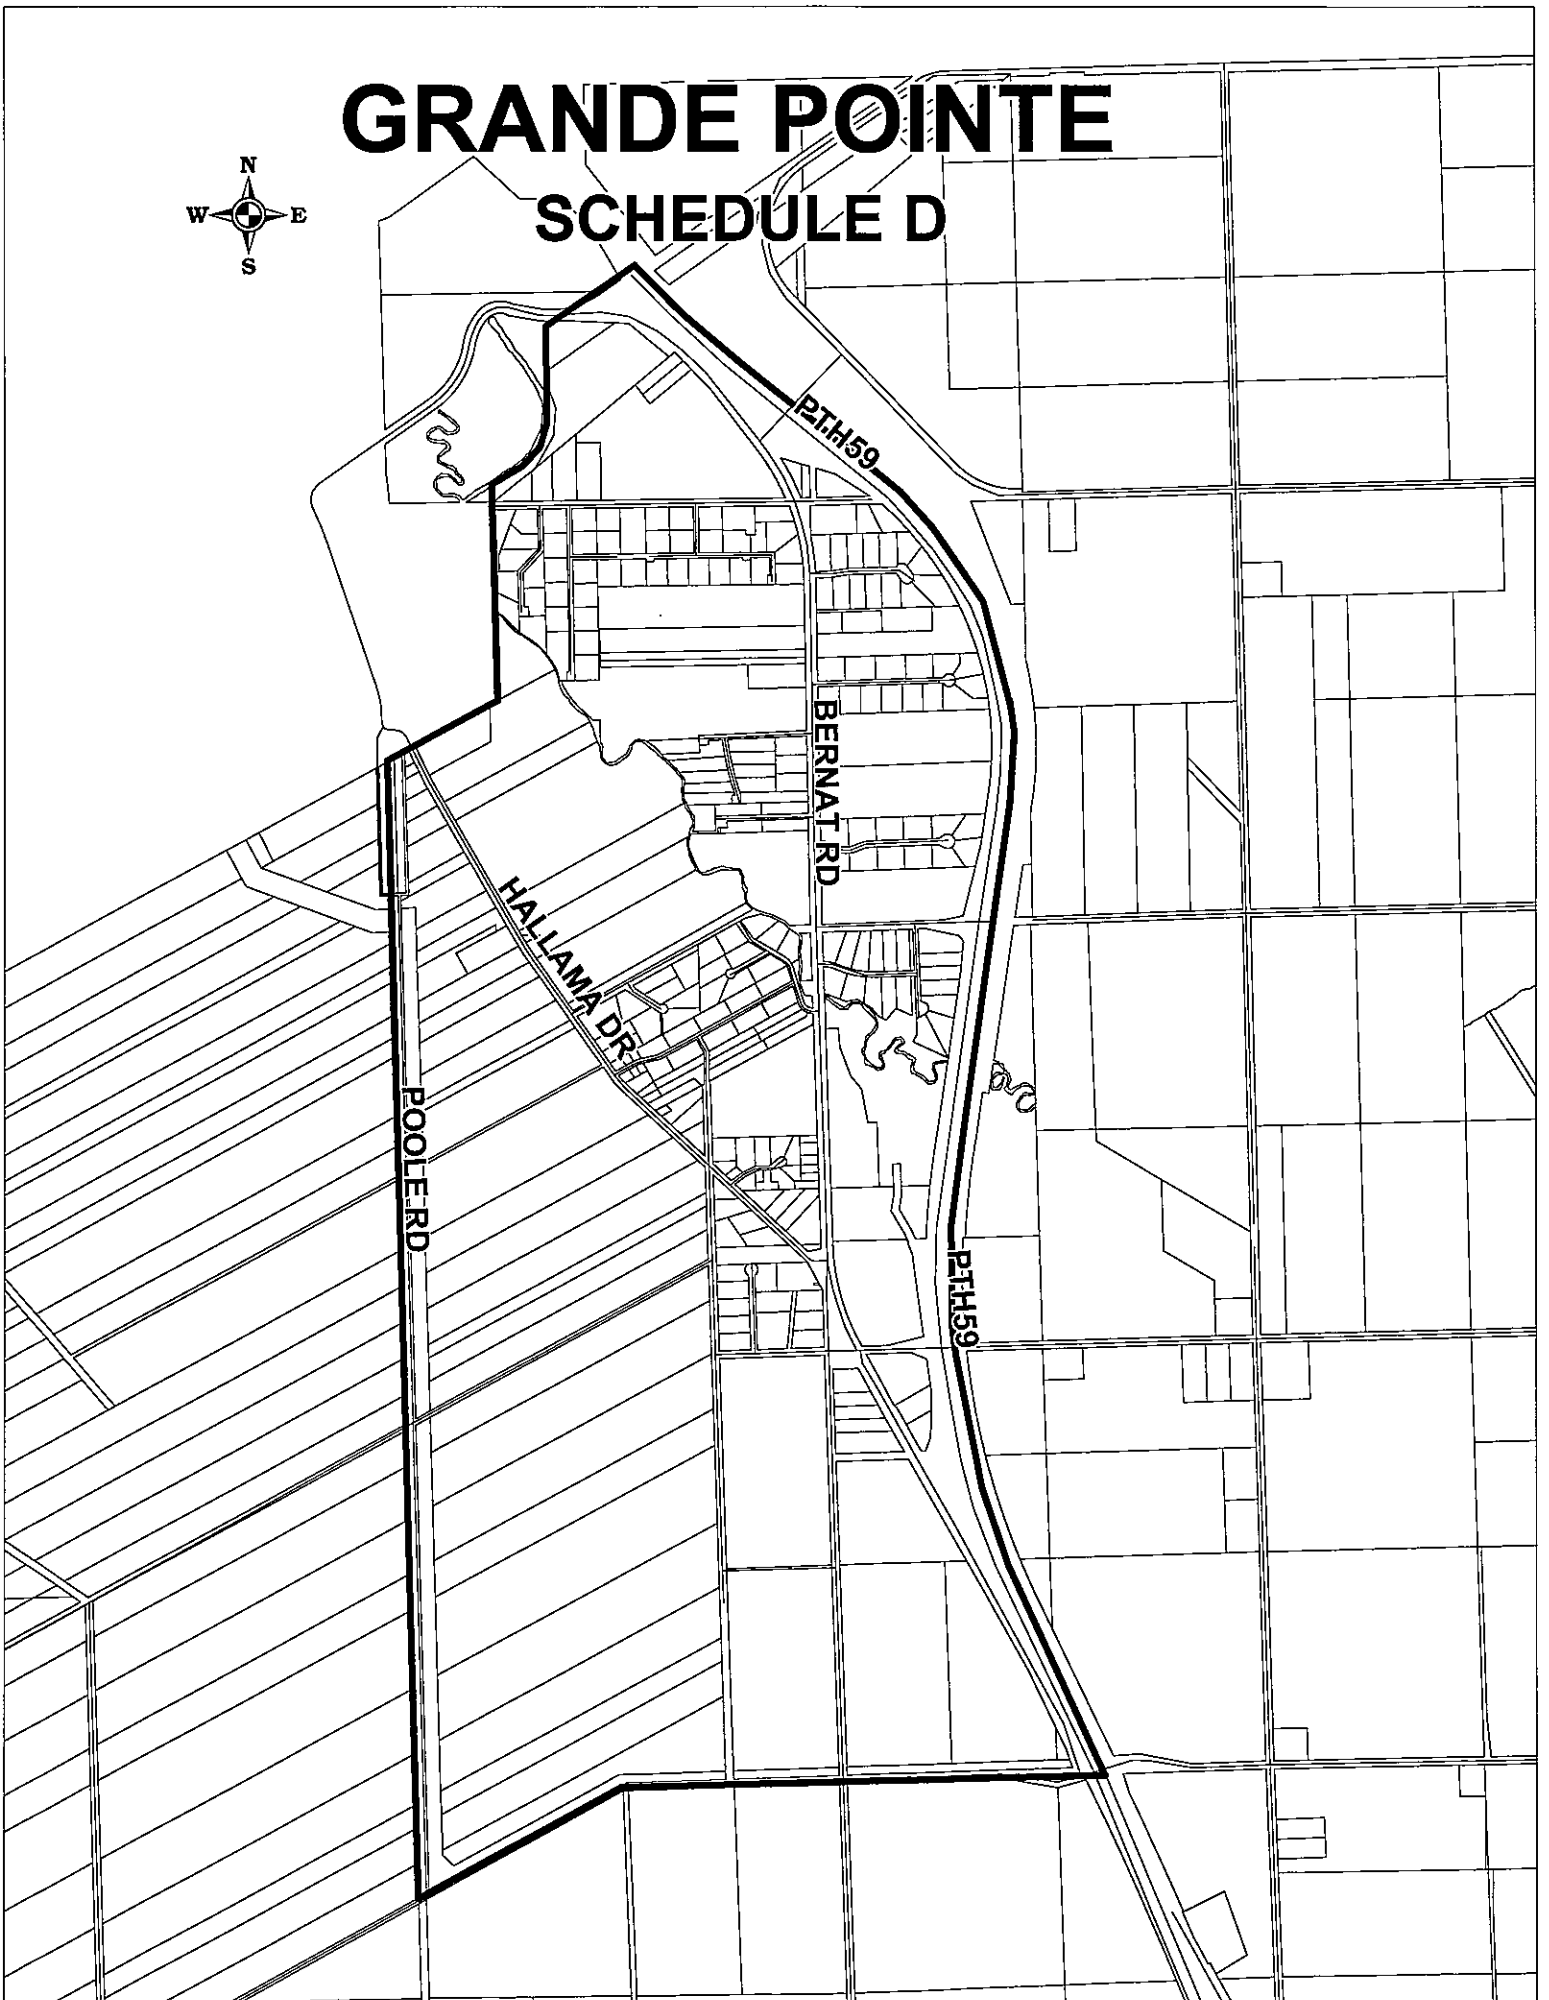 GRANDE POINTE
SCHEDULE D
N
W E
S
P.T.H 59
BERNAT RD
HALLAMA DR
POOLE RD
P.T.H 59